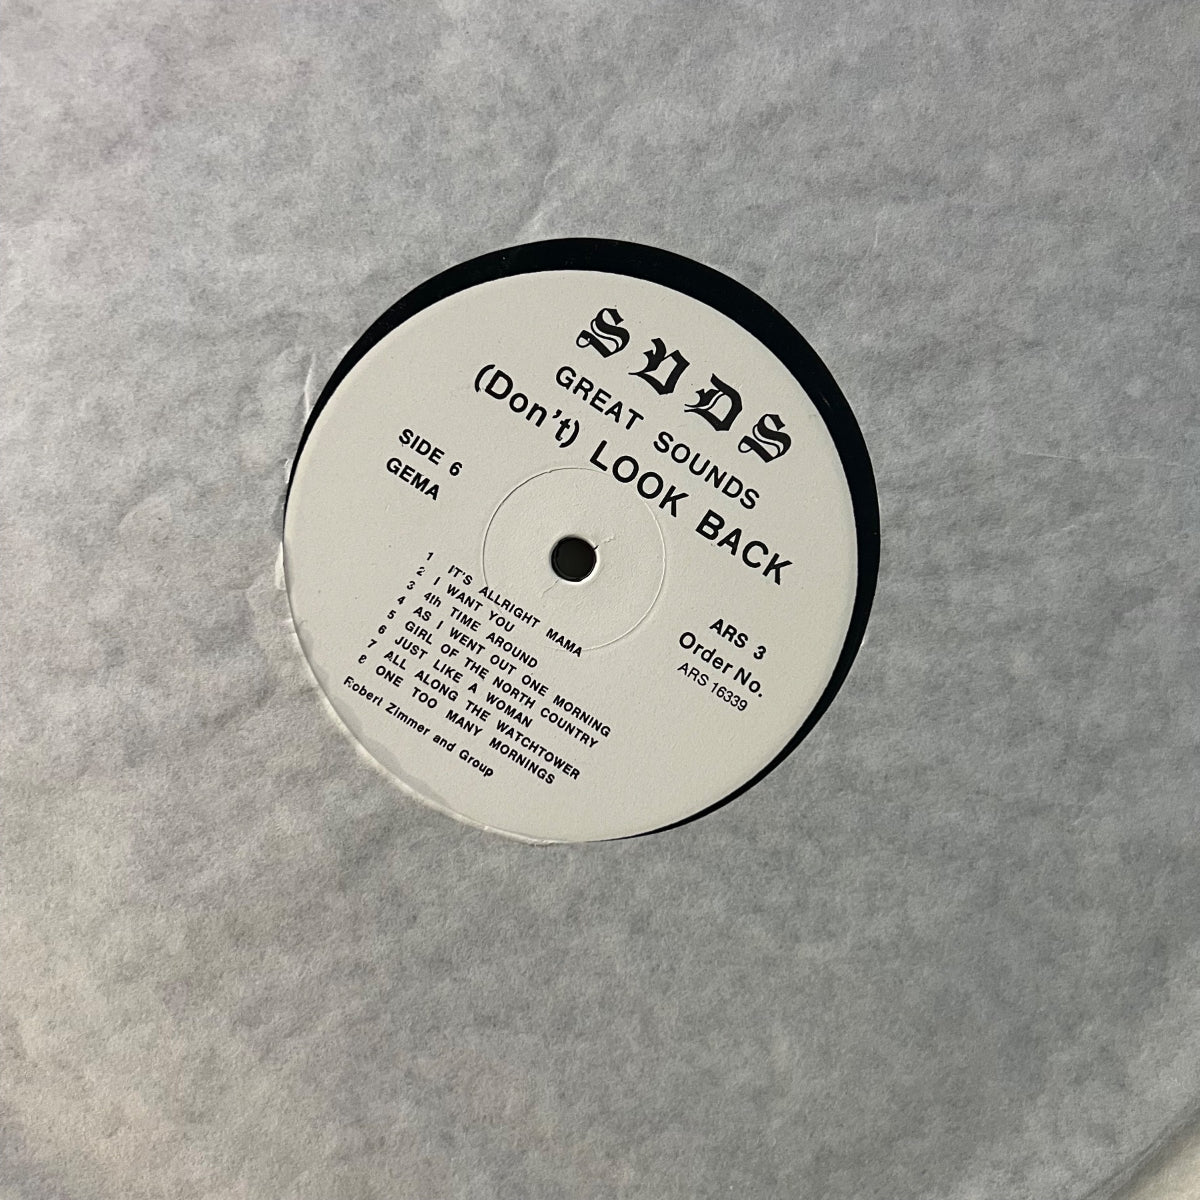 SUDS
GREAT SOUNDS
(Don't) LOOK BACK
SIDE 6
GEMA
ARS 3
Order No.
ARS 16339
1 IT'S ALLRIGHT MAMA
2 I WANT YOU
3 4th TIME AROUND
4 AS I WENT OUT ONE MORNING
5 GIRL OF THE NORTH COUNTRY
6 JUST LIKE A WOMAN
7 ALL ALONG THE WATCHTOWER
8 ONE TOO MANY MORNINGS
Robert Zimmer and Group